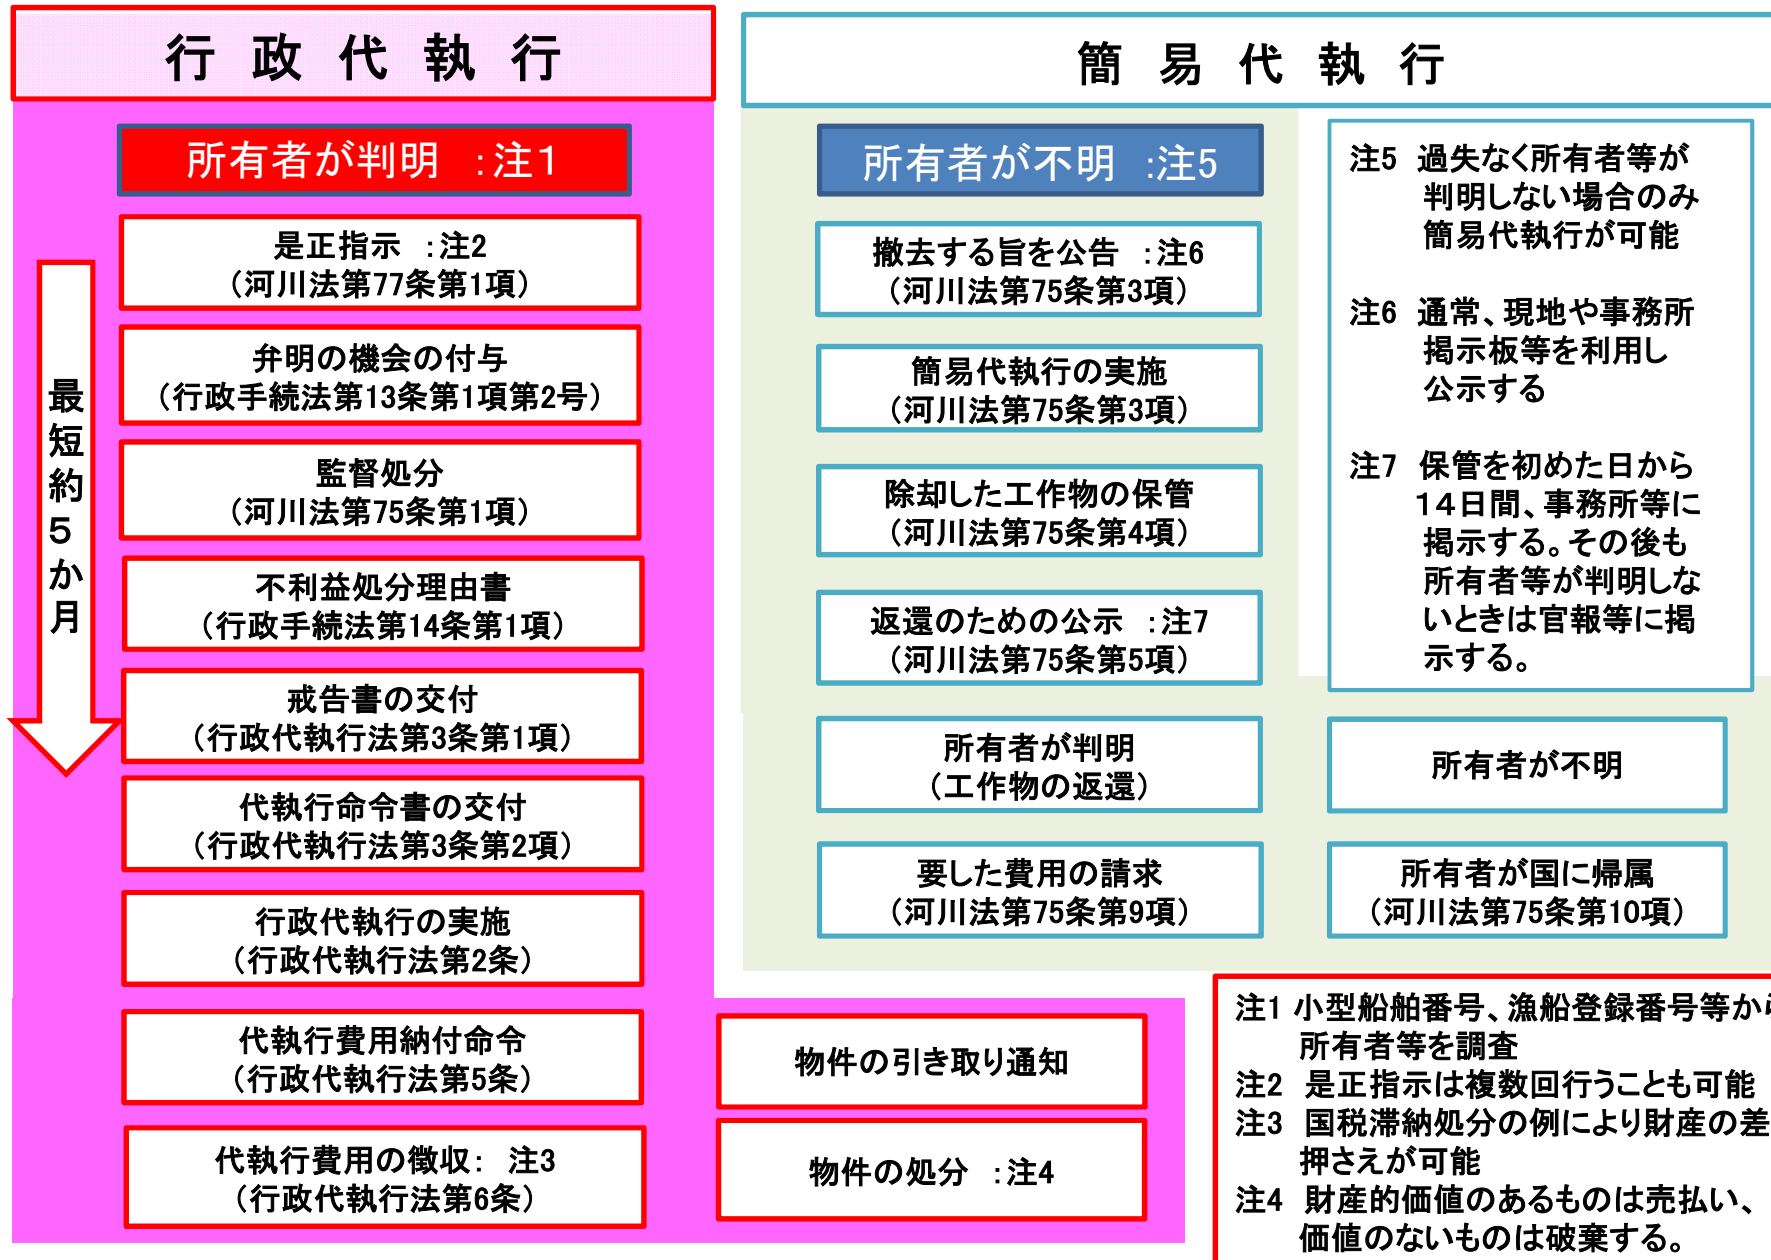 行政代執行
所有者が判明 :注1
是正指示 :注2
(河川法第77条第1項)
弁明の機会の付与
(行政手続法第13条第1項第2号)
監督処分
(河川法第75条第1項)
不利益処分理由書
(行政手続法第14条第1項)
戒告書の交付
(行政代執行法第3条第1項)
代執行命令書の交付
(行政代執行法第3条第2項)
行政代執行の実施
(行政代執行法第2条)
代執行費用納付命令
(行政代執行法第5条)
代執行費用の徴収: 注3
(行政代執行法第6条)
最短約5か月
物件の引き取り通知
物件の処分 :注4
簡易代執行
所有者が不明 :注5
撤去する旨を公告 :注6
(河川法第75条第3項)
簡易代執行の実施
(河川法第75条第3項)
除却した工作物の保管
(河川法第75条第4項)
返還のための公示 :注7
(河川法第75条第5項)
所有者が判明
(工作物の返還)
要した費用の請求
(河川法第75条第9項)
所有者が不明
所有者が国に帰属
(河川法第75条第10項)
注5 過失なく所有者等が
判明しない場合のみ
簡易代執行が可能
注6 通常、現地や事務所
掲示板等を利用し
公示する
注7 保管を初めた日から
14日間、事務所等に
掲示する。その後も
所有者等が判明しな
いときは官報等に掲
示する。
注1 小型船舶番号、漁船登録番号等から
所有者等を調査
注2 是正指示は複数回行うことも可能
注3 国税滞納処分の例により財産の差
押さえが可能
注4 財産的価値のあるものは売払い、
価値のないものは破棄する。